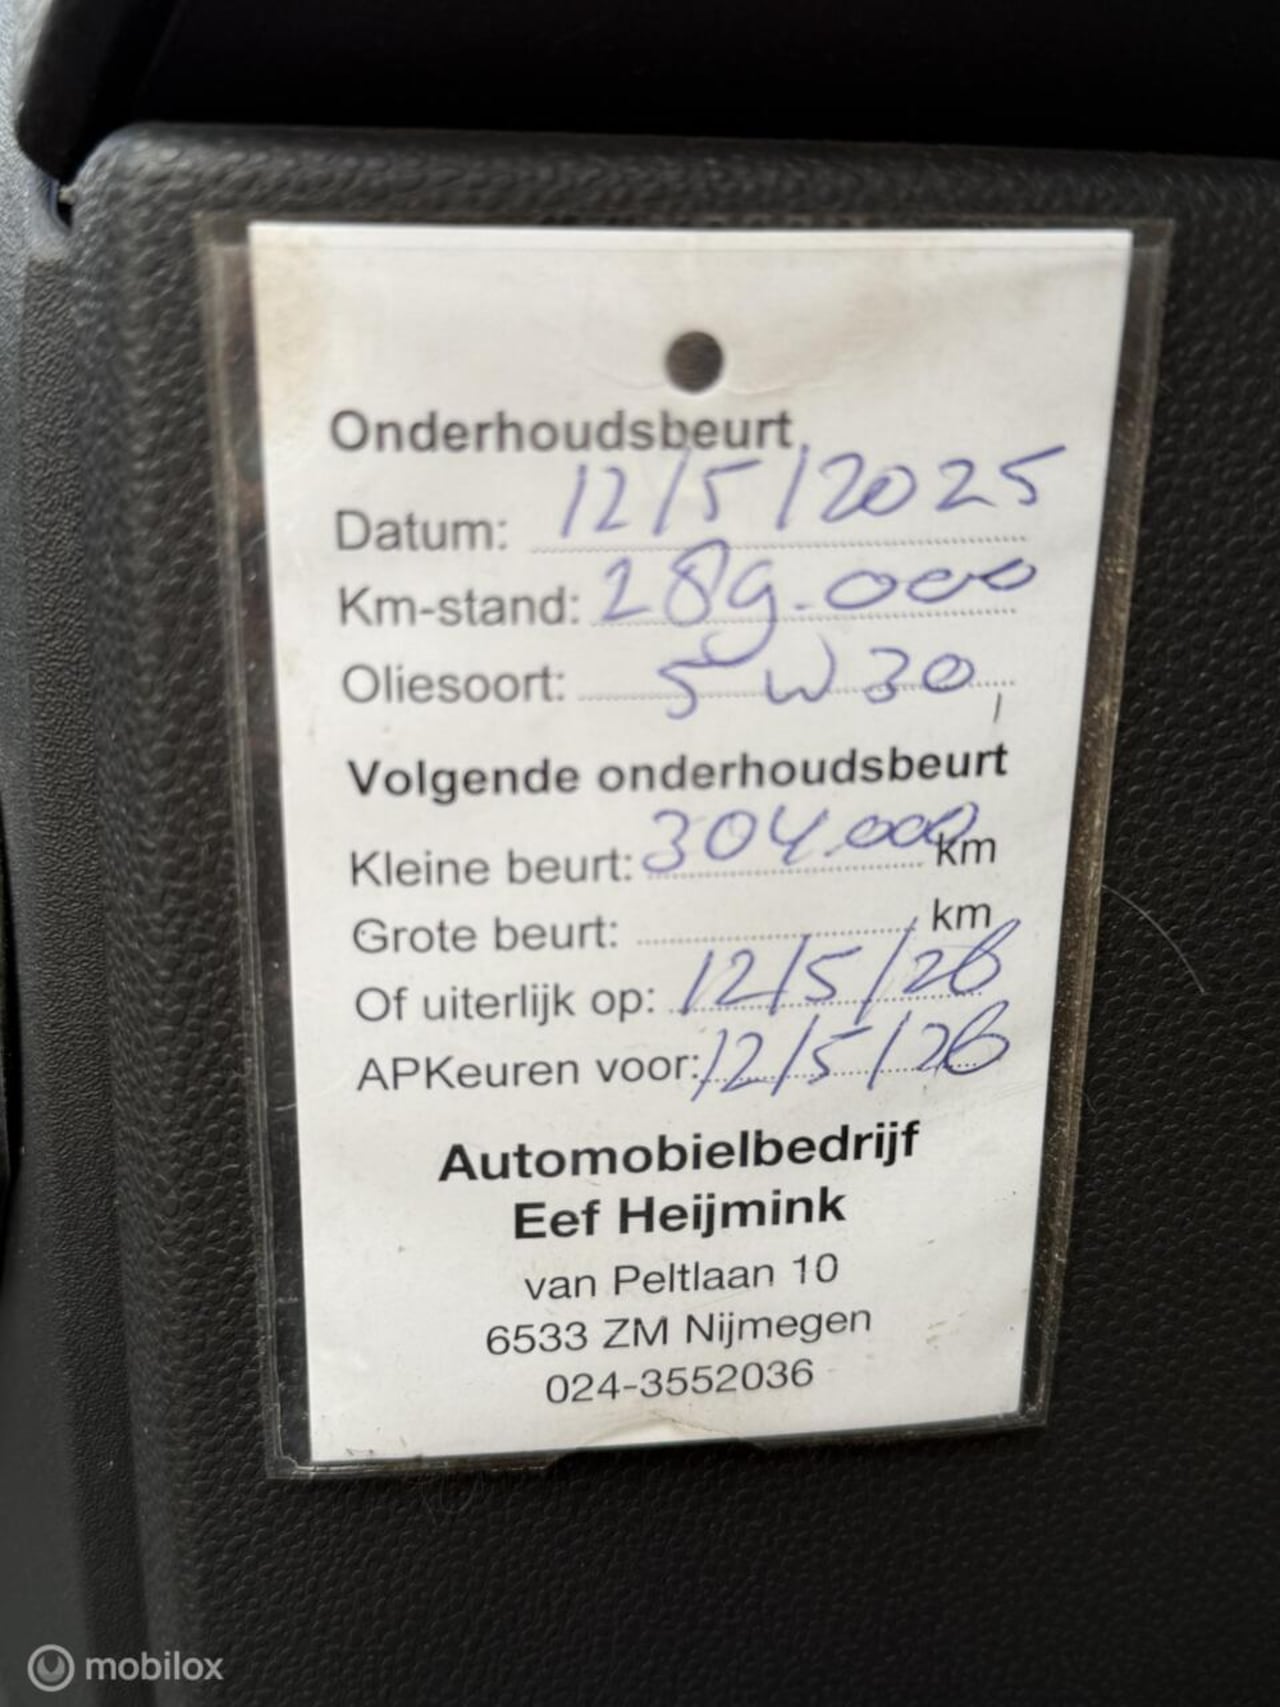 Onderhoudsbeurt
Datum: 12/5/2025
Km-stand: 289.000
Oliesoort: 5W30
Volgende onderhoudsbeurt
Kleine beurt: 304.000 km
Grote beurt: km
Of uiterlijk op: 12/5/26
APKeuren voor: 12/5/26
Automobielbedrijf
Eef Heijmink
van Peltlaan 10
6533 ZM Nijmegen
024-3552036
mobilox